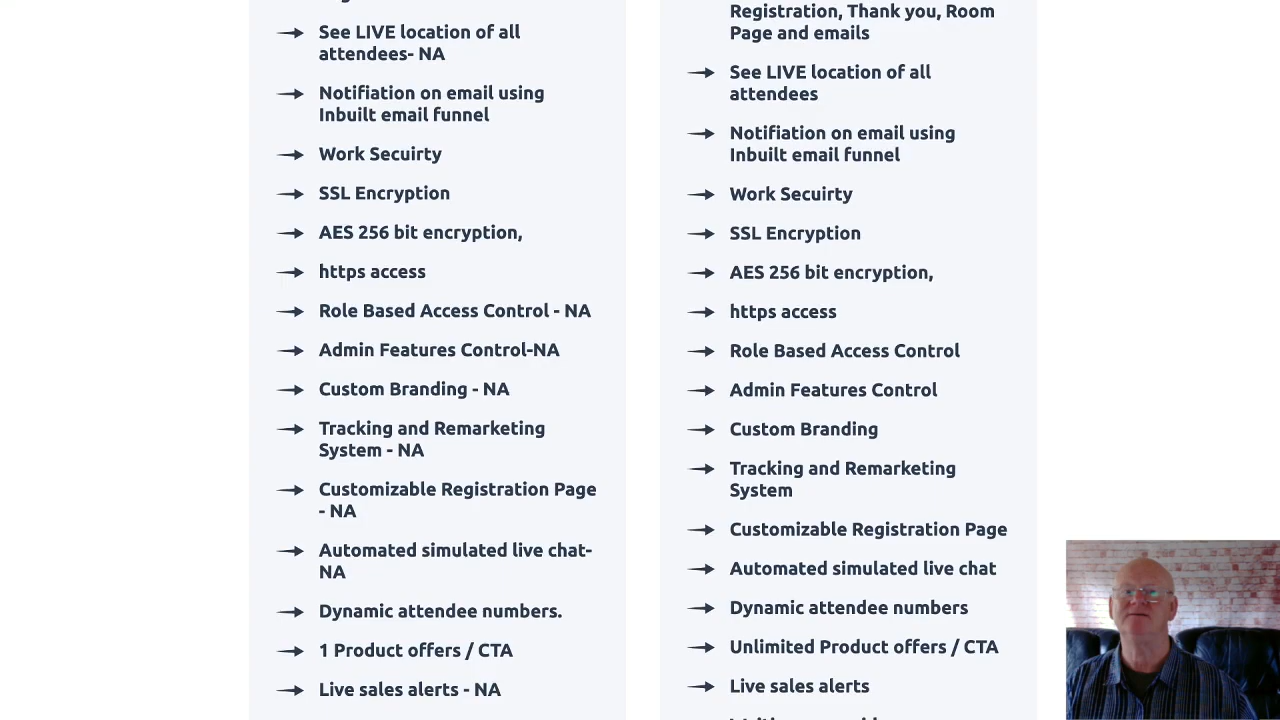 See LIVE location of all
attendees- NA
Notifiation on email using
Inbuilt email funnel
Work Secuirty
SSL Encryption
AES 256 bit encryption,
https access
Role Based Access Control - NA
Admin Features Control-NA
Custom Branding - NA
Tracking and Remarketing
System - NA
Customizable Registration Page
- NA
Automated simulated live chat-
NA
Dynamic attendee numbers.
1 Product offers / CTA
Live sales alerts - NA
Registration, Thank you, Room
Page and emails
See LIVE location of all
attendees
Notifiation on email using
Inbuilt email funnel
Work Secuirty
SSL Encryption
AES 256 bit encryption,
https access
Role Based Access Control
Admin Features Control
Custom Branding
Tracking and Remarketing
System
Customizable Registration Page
Automated simulated live chat
Dynamic attendee numbers
Unlimited Product offers / CTA
Live sales alerts